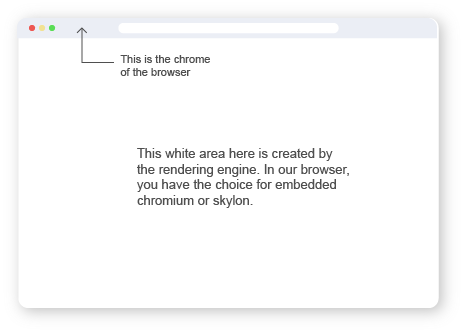 This is the chrome
of the browser
This white area here is created by
the rendering engine. In our browser,
you have the choice for embedded
chromium or skylon.